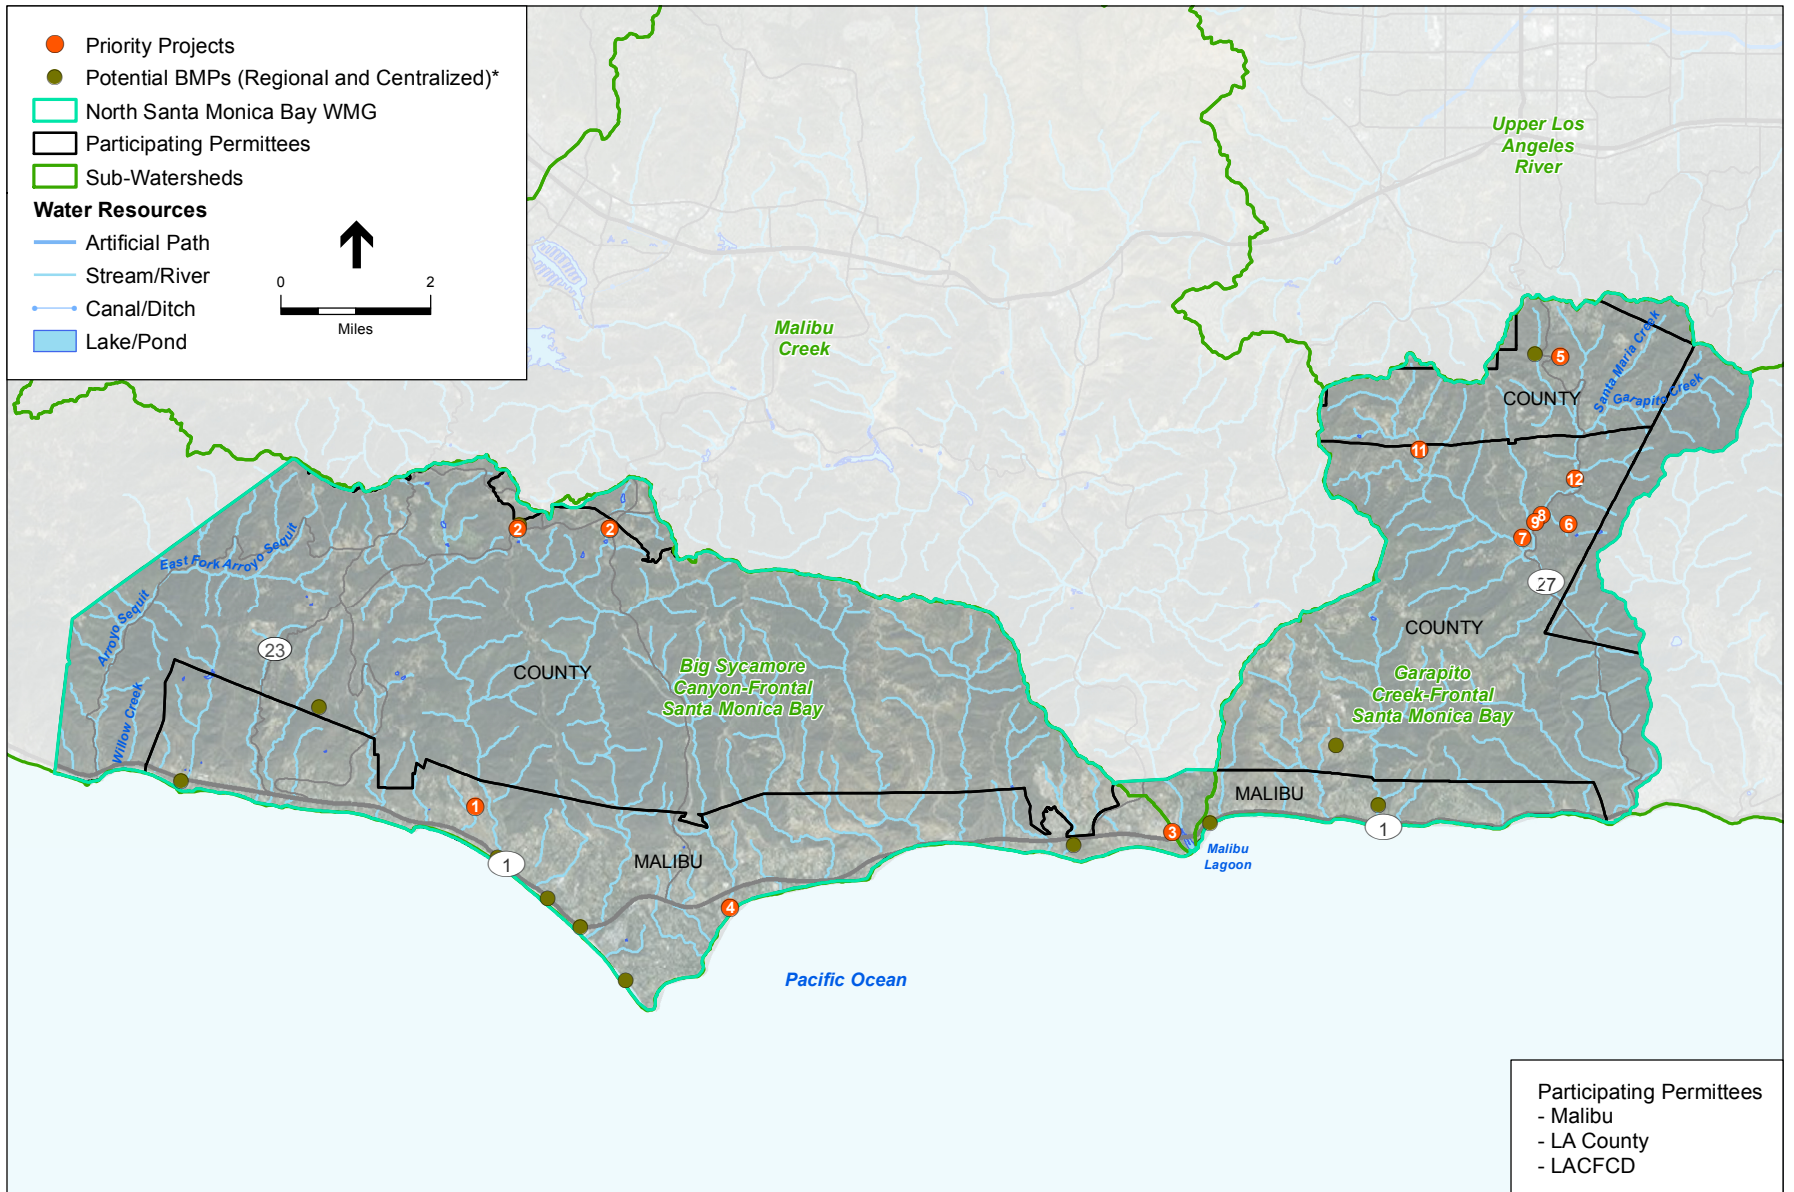 Priority Projects
Potential BMPs (Regional and Centralized)*
North Santa Monica Bay WMG
Participating Permittees
Sub-Watersheds
Water Resources
Artificial Path
Stream/River
Canal/Ditch
Lake/Pond
0 2
Miles
Upper Los
Angeles
River
Malibu
Creek
Santa Maria Creek
Garapito Creek
5
COUNTY
11
12
8
9
6
7
27
COUNTY
Garapito
Creek-Frontal
Santa Monica Bay
2
2
East Fork Arroyo Sequit
Arroyo Sequit
Willow Creek
23
COUNTY
Big Sycamore
Canyon-Frontal
Santa Monica Bay
1
MALIBU
1
MALIBU
3
1
Malibu
Lagoon
4
Pacific Ocean
Participating Permittees
- Malibu
- LA County
- LACFCD